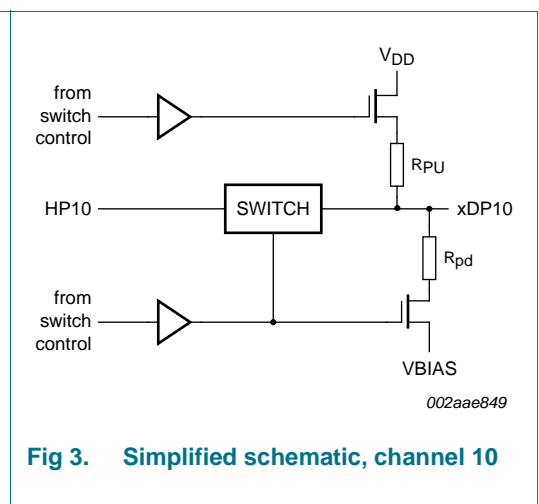 VDD
from
switch
control
RPU
HP10
SWITCH
xDP10
Rpd
from
switch
control
VBIAS
002aae849
Fig 3. Simplified schematic, channel 10